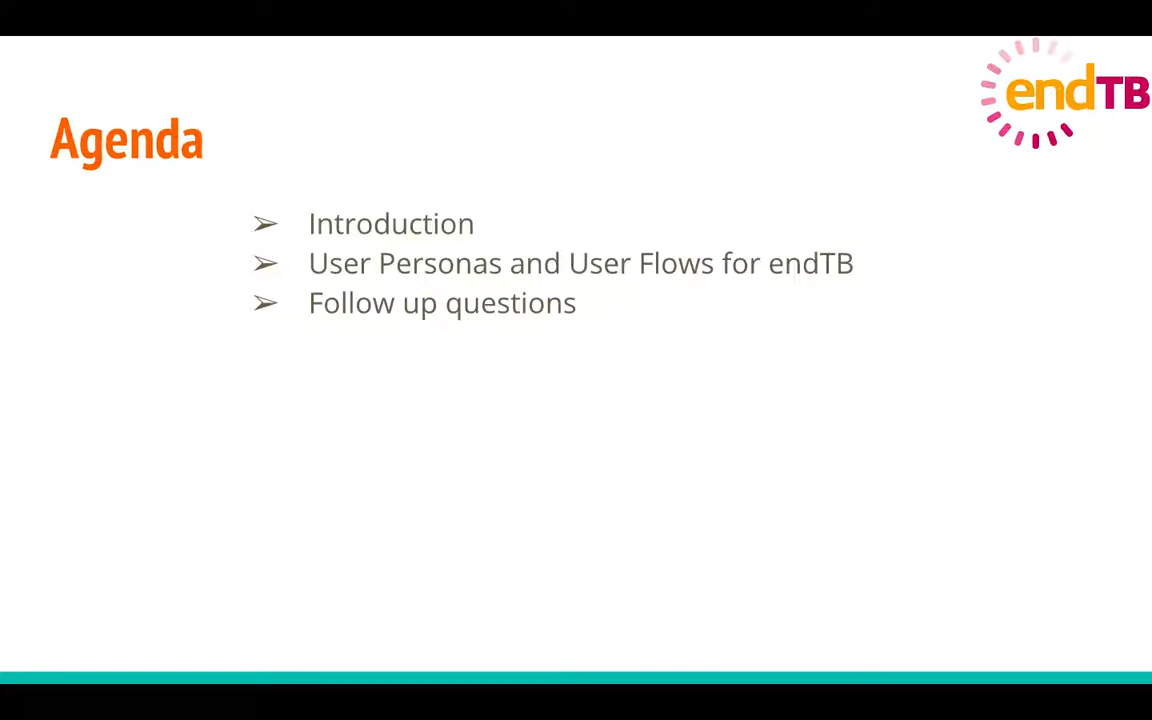 endTB
Agenda
➢ Introduction
➢ User Personas and User Flows for endTB
➢ Follow up questions